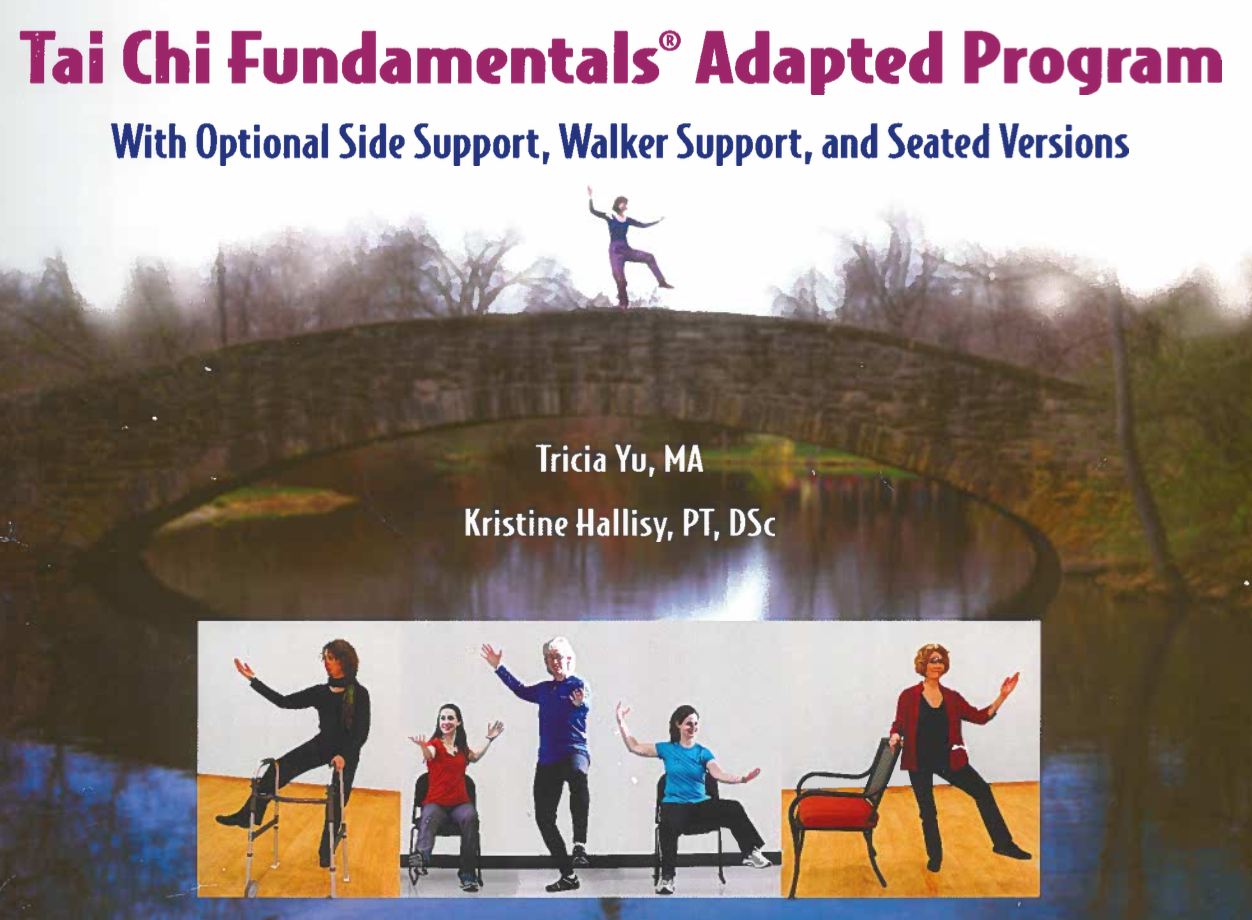 Tai Chi Fundamentals® Adapted Program
With Optional Side Support, Walker Support, and Seated Versions
Tricia Yu, MA
Kristine Hallisy, PT, DSc